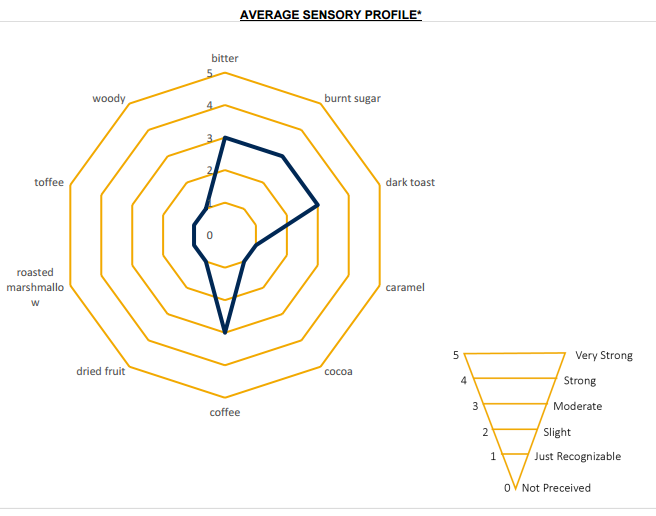 AVERAGE SENSORY PROFILE*
bitter
5
burnt sugar
woody
4
3
2
toffee
dark toast
1
0
roasted
marshmallo
w
caramel
dried fruit
cocoa
coffee
5 Very Strong
4 Strong
3 Moderate
2 Slight
1 Just Recognizable
0 Not Preceived